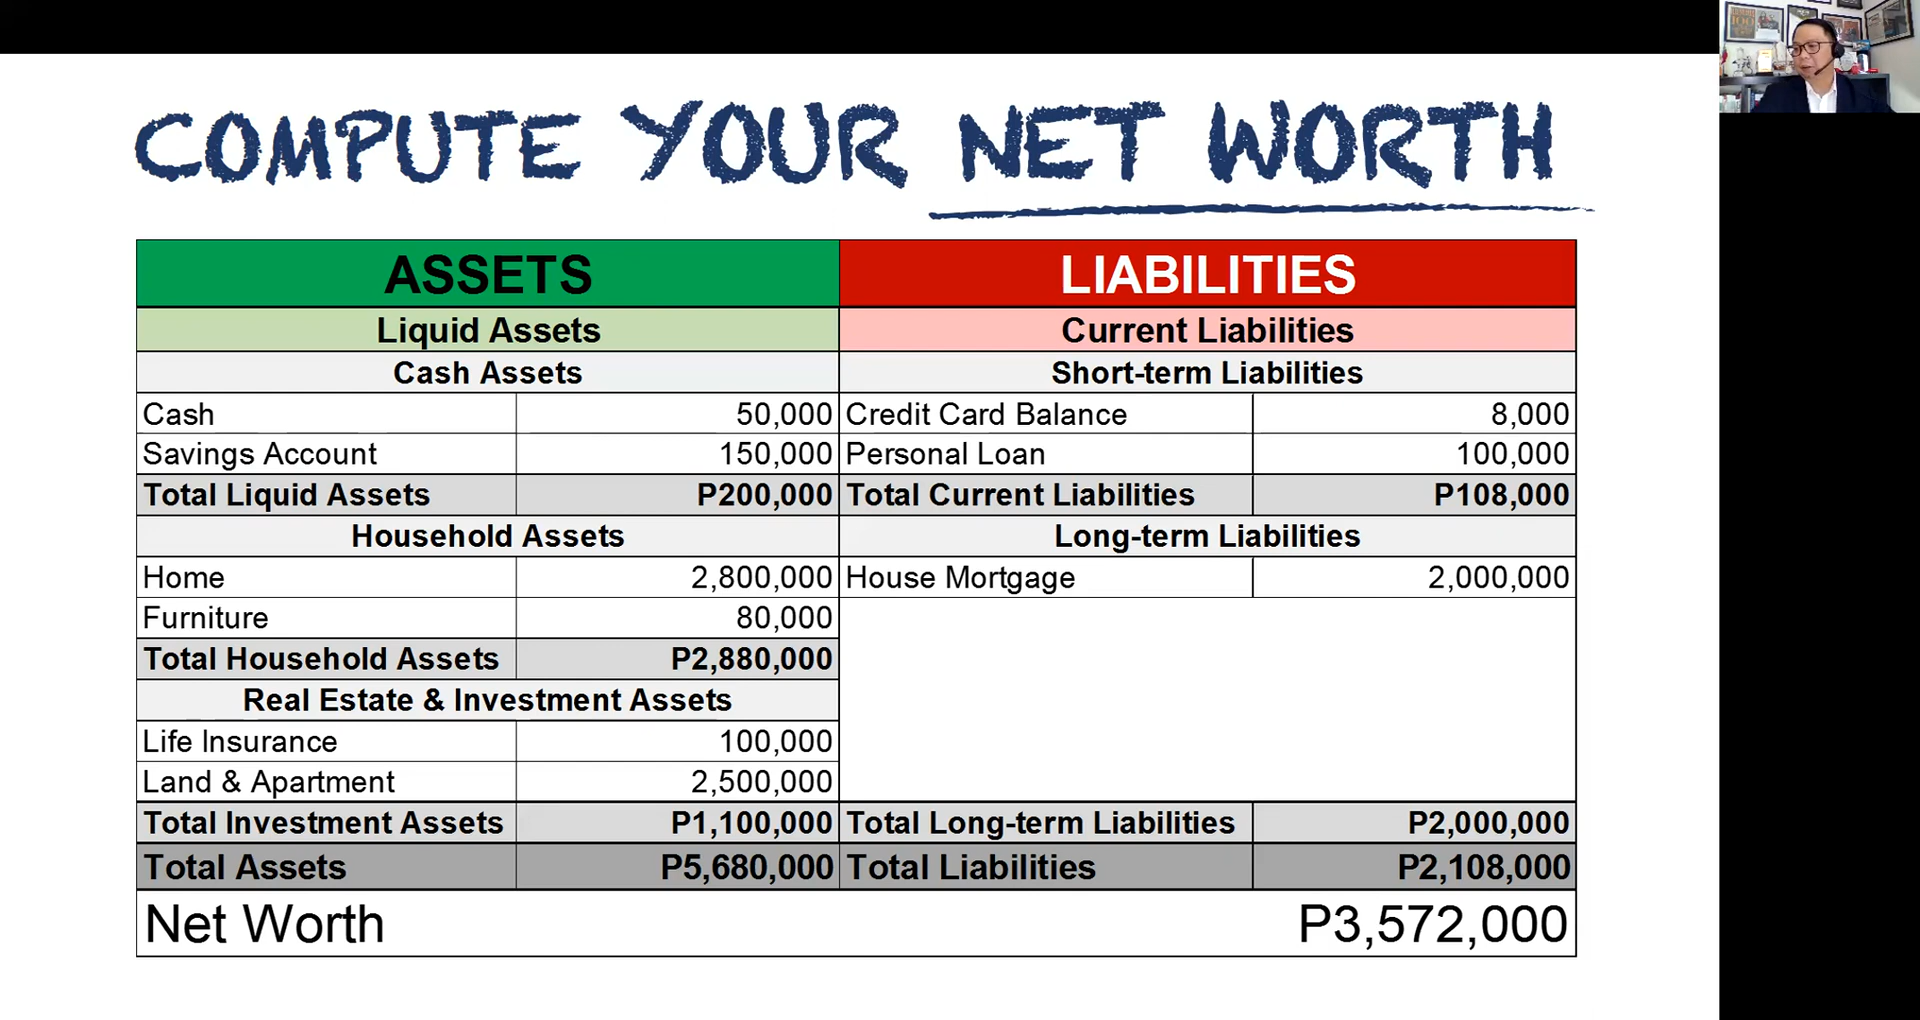 COMPUTE YOUR NET WORTH
ASSETS LIABILITIES
Liquid Assets Current Liabilities
Cash Assets Short-term Liabilities
Cash 50,000 Credit Card Balance 8,000
Savings Account 150,000 Personal Loan 100,000
Total Liquid Assets P200,000 Total Current Liabilities P108,000
Household Assets Long-term Liabilities
Home 2,800,000 House Mortgage 2,000,000
Furniture 80,000
Total Household Assets P2,880,000
Real Estate & Investment Assets
Life Insurance 100,000
Land & Apartment 2,500,000
Total Investment Assets P1,100,000 Total Long-term Liabilities P2,000,000
Total Assets P5,680,000 Total Liabilities P2,108,000
Net Worth P3,572,000